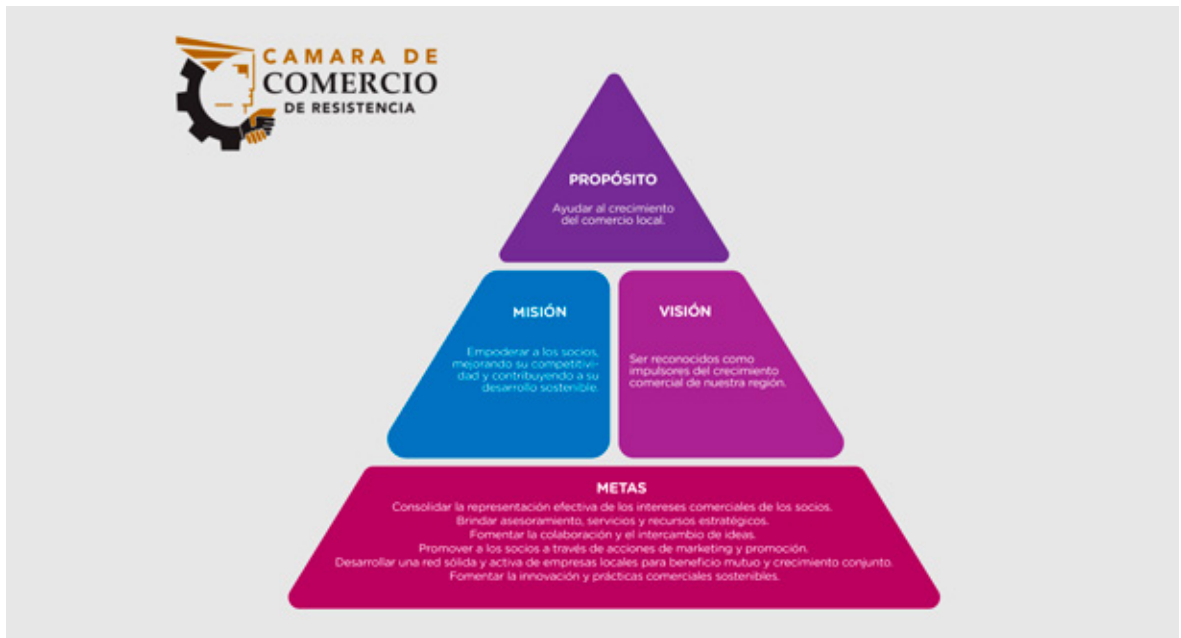 CAMARA DE
COMERCIO
DE RESISTENCIA
PROPÓSITO
Ayudar al crecimiento
del comercio local.
MISIÓN
Empoderar a los socios,
mejorando su competitivi-
dad y contribuyendo a su
desarrollo sostenible.
VISIÓN
Ser reconocidos como
impulsores del crecimiento
comercial de nuestra región.
METAS
Consolidar la representación efectiva de los intereses comerciales de los socios.
Brindar asesoramiento, servicios y recursos estratégicos.
Fomentar la colaboración y el intercambio de ideas.
Promover a los socios a través de acciones de marketing y promoción.
Desarrollar una red sólida y activa de empresas locales para beneficio mutuo y crecimiento conjunto.
Fomentar la innovación y prácticas comerciales sostenibles.